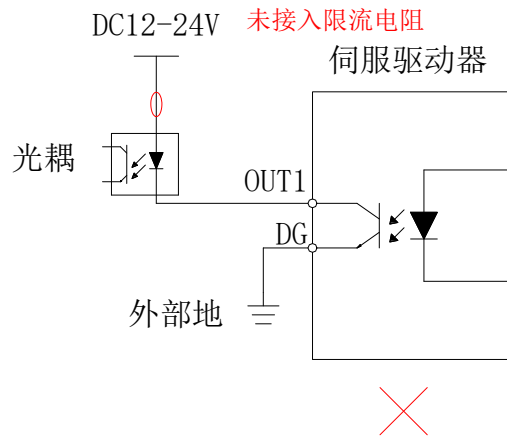 DC12-24V 未接入限流电阻
伺服驱动器
光耦
OUT1
DG
外部地